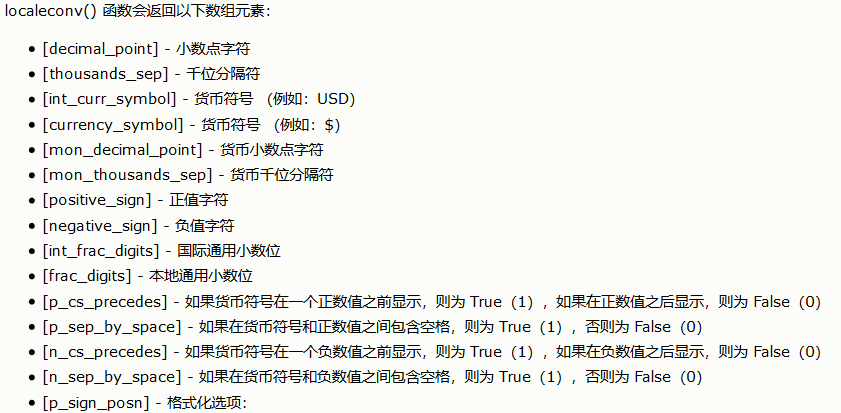 localeconv() 函数会返回以下数组元素：
• [decimal_point] - 小数点字符
• [thousands_sep] - 千位分隔符
• [int_curr_symbol] - 货币符号 （例如：USD）
• [currency_symbol] - 货币符号 （例如：$）
• [mon_decimal_point] - 货币小数点字符
• [mon_thousands_sep] - 货币千位分隔符
• [positive_sign] - 正值字符
• [negative_sign] - 负值字符
• [int_frac_digits] - 国际通用小数位
• [frac_digits] - 本地通用小数位
• [p_cs_precedes] - 如果货币符号在一个正数值之前显示，则为 True（1），如果在正数值之后显示，则为 False（0）
• [p_sep_by_space] - 如果在货币符号和正数值之间包含空格，则为 True（1），否则为 False（0）
• [n_cs_precedes] - 如果货币符号在一个负数值之前显示，则为 True（1），如果在负数值之后显示，则为 False（0）
• [n_sep_by_space] - 如果在货币符号和负数值之间包含空格，则为 True（1），否则为 False（0）
• [p_sign_posn] - 格式化选项：